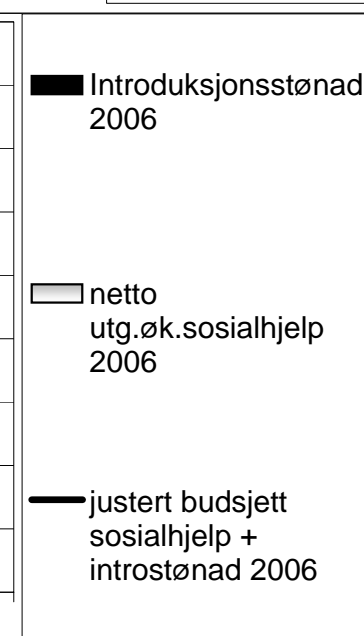 Introduksjonsstønad
2006
netto
utg.øk.sosialhjelp
2006
justert budsjett
sosialhjelp +
introstønad 2006